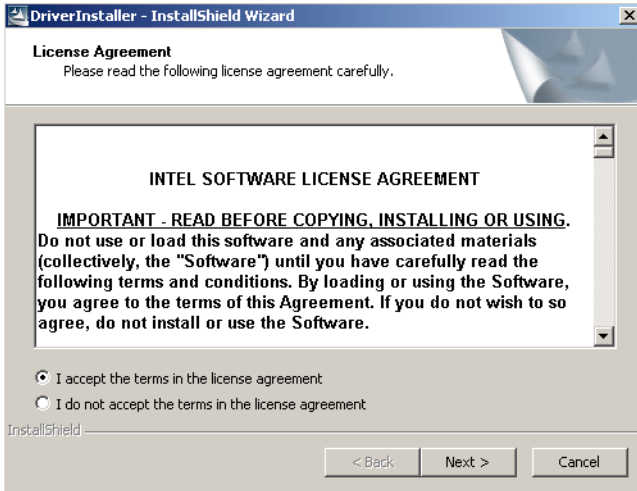 DriverInstaller - InstallShield Wizard
License Agreement
Please read the following license agreement carefully.
INTEL SOFTWARE LICENSE AGREEMENT
IMPORTANT - READ BEFORE COPYING, INSTALLING OR USING.
Do not use or load this software and any associated materials
(collectively, the "Software") until you have carefully read the
following terms and conditions. By loading or using the Software,
you agree to the terms of this Agreement. If you do not wish to so
agree, do not install or use the Software.
I accept the terms in the license agreement
I do not accept the terms in the license agreement
InstallShield
< Back Next > Cancel